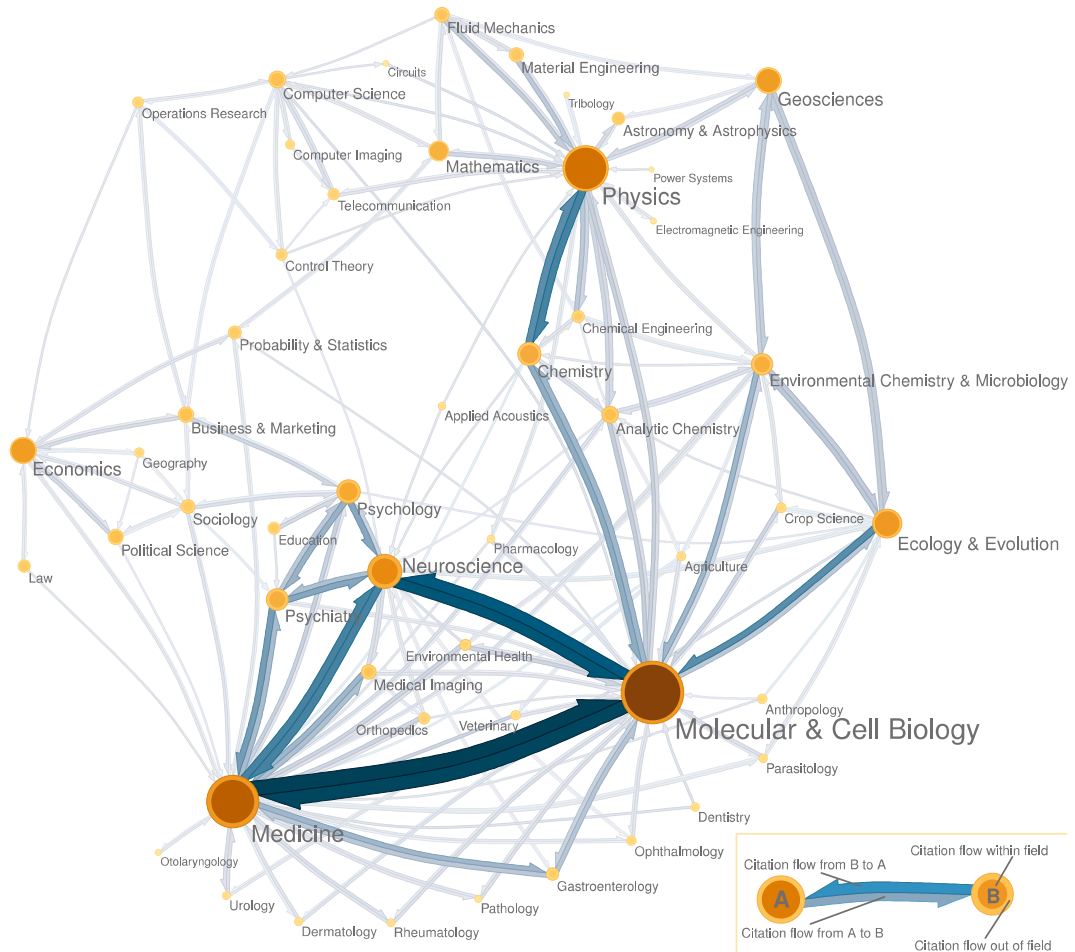 Fluid Mechanics
Material Engineering
Circuits
Computer Science
Geosciences
Tribology
Operations Research
Astronomy & Astrophysics
Computer Imaging
Mathematics
Power Systems
Physics
Telecommunication
Electromagnetic Engineering
Control Theory
Chemical Engineering
Probability & Statistics
Chemistry
Environmental Chemistry & Microbiology
Applied Acoustics
Analytic Chemistry
Business & Marketing
Economics
Geography
Psychology
Sociology
Crop Science
Education
Political Science
Ecology & Evolution
Pharmacology
Neuroscience
Agriculture
Law
Psychiatry
Environmental Health
Medical Imaging
Anthropology
Orthopedics
Veterinary
Molecular & Cell Biology
Parasitology
Dentistry
Medicine
Ophthalmology
Otolaryngology
Gastroenterology
Urology
Pathology
Dermatology
Rheumatology
Citation flow from B to A
Citation flow within field
A
B
Citation flow from A to B
Citation flow out of field